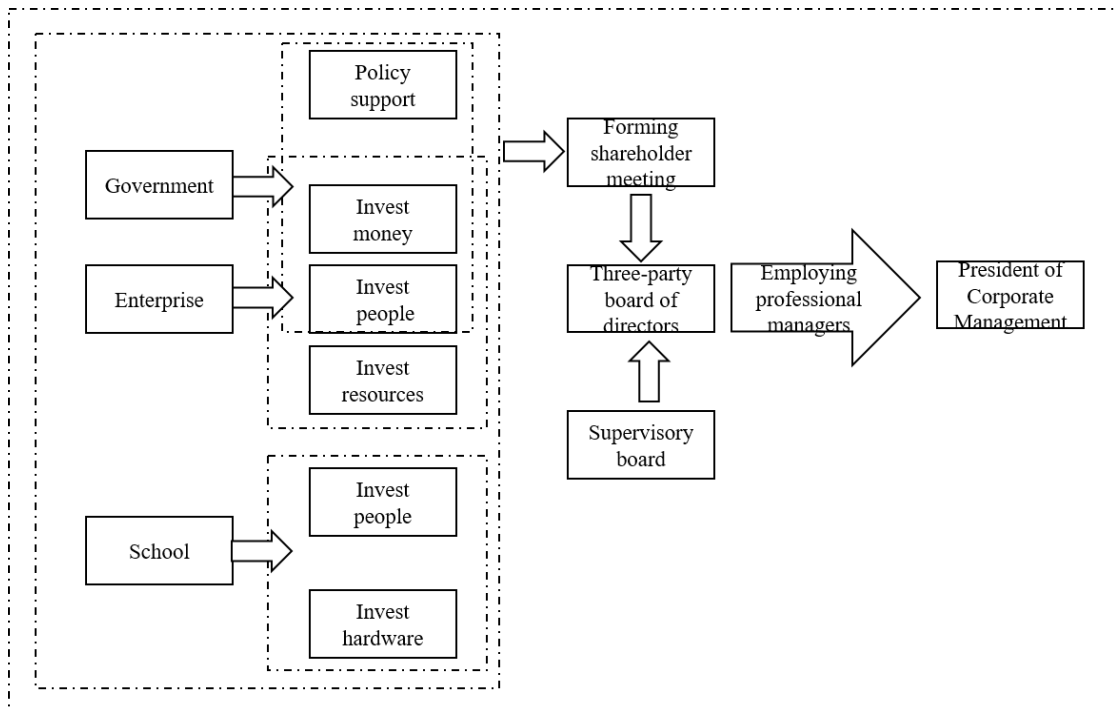 Policy
support
Government
Invest
money
Enterprise
Invest
people
Invest
resources
School
Invest
people
Invest
hardware
Forming
shareholder
meeting
Three-party
board of
directors
Supervisory
board
Employing
professional
managers
President of
Corporate
Management